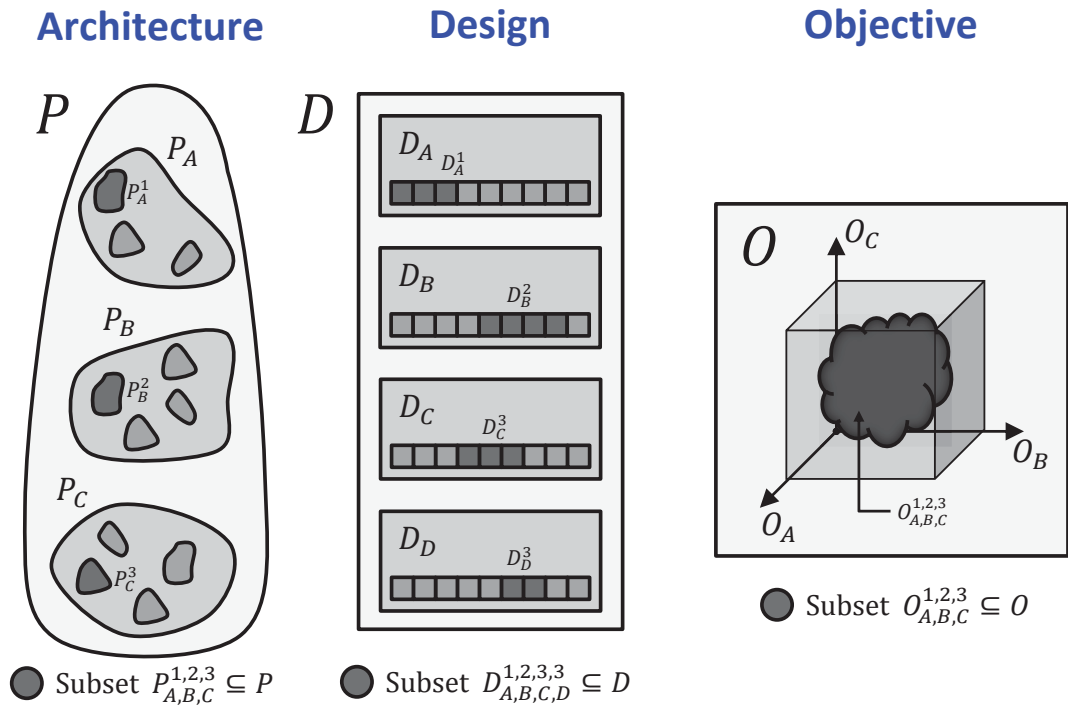 Architecture
P
P_A
P_A^1
P_B
P_B^2
P_C
P_C^3
Subset P_{A,B,C}^{1,2,3} ⊆ P
Design
D
D_A
D_A^1
D_B
D_B^2
D_C
D_C^3
D_D
D_D^3
Subset D_{A,B,C,D}^{1,2,3,3} ⊆ D
Objective
O
O_C
O_B
O_A
O_{A,B,C}^{1,2,3}
Subset O_{A,B,C}^{1,2,3} ⊆ O